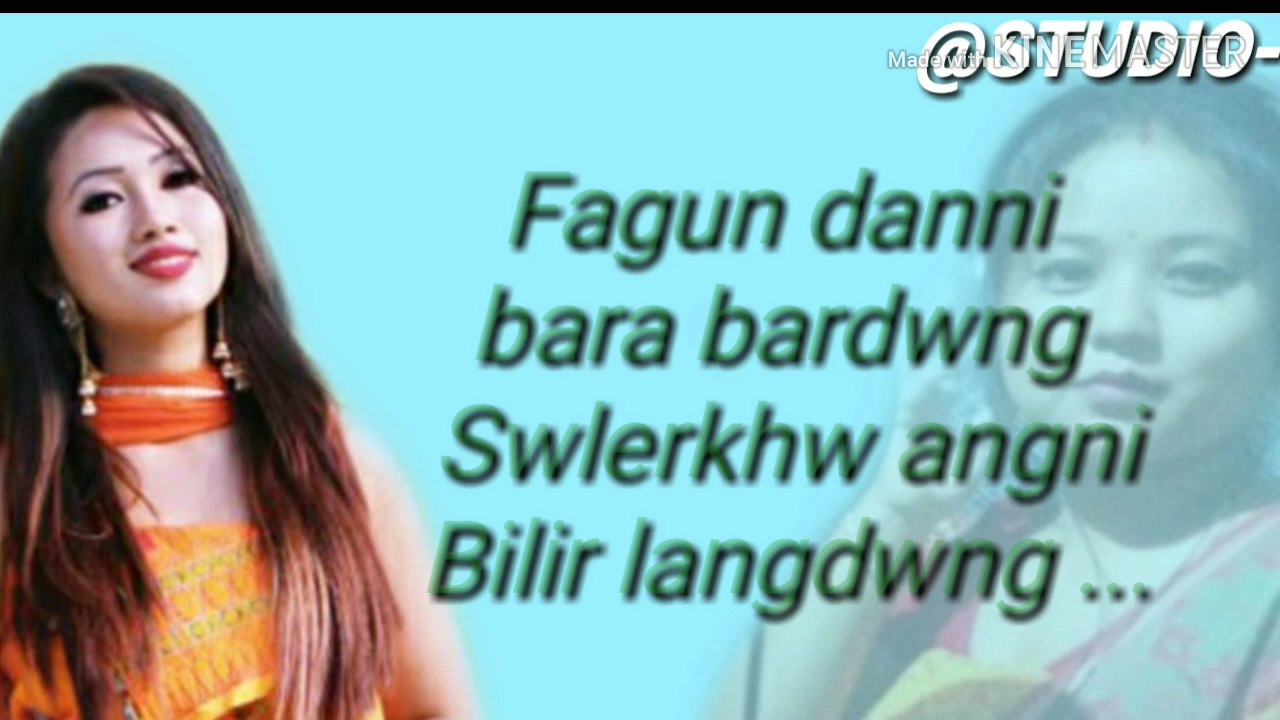 @STUDIO-
Made with KINEMASTER
Fagun danni
bara bardwng
Swlerkhw angni
Bilir langdwng ...